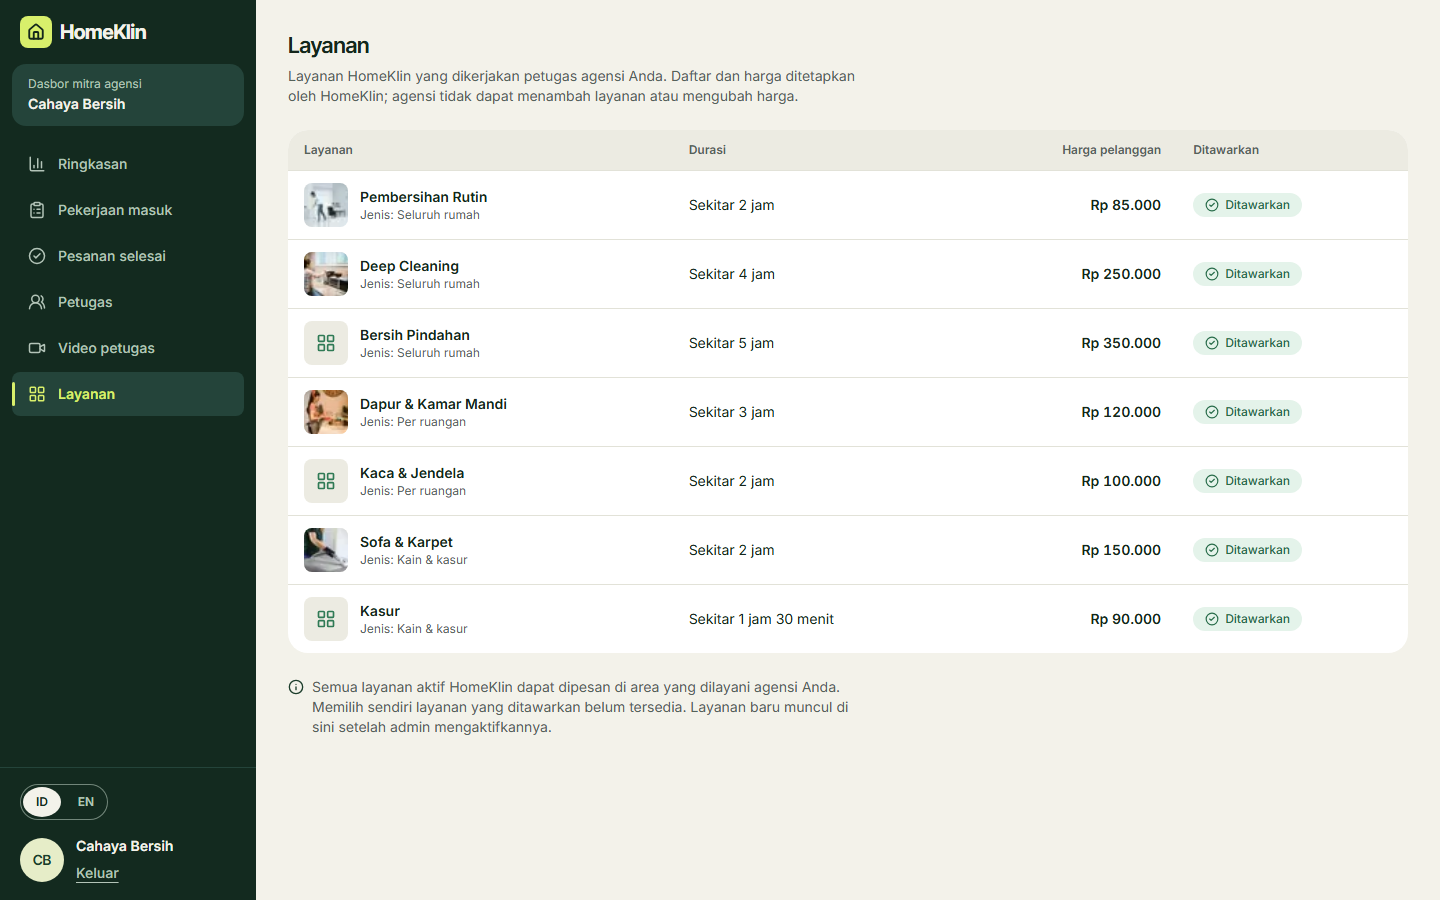 HomeKlin
Dasbor mitra agensi
Cahaya Bersih
Ringkasan
Pekerjaan masuk
Pesanan selesai
Petugas
Video petugas
Layanan
ID
EN
CB
Cahaya Bersih
Keluar
Layanan
Layanan HomeKlin yang dikerjakan petugas agensi Anda. Daftar dan harga ditetapkan
oleh HomeKlin; agensi tidak dapat menambah layanan atau mengubah harga.
Layanan Durasi Harga pelanggan Ditawarkan
Pembersihan Rutin
Jenis: Seluruh rumah
Sekitar 2 jam
Rp 85.000
Ditawarkan
Deep Cleaning
Jenis: Seluruh rumah
Sekitar 4 jam
Rp 250.000
Ditawarkan
Bersih Pindahan
Jenis: Seluruh rumah
Sekitar 5 jam
Rp 350.000
Ditawarkan
Dapur & Kamar Mandi
Jenis: Per ruangan
Sekitar 3 jam
Rp 120.000
Ditawarkan
Kaca & Jendela
Jenis: Per ruangan
Sekitar 2 jam
Rp 100.000
Ditawarkan
Sofa & Karpet
Jenis: Kain & kasur
Sekitar 2 jam
Rp 150.000
Ditawarkan
Kasur
Jenis: Kain & kasur
Sekitar 1 jam 30 menit
Rp 90.000
Ditawarkan
Semua layanan aktif HomeKlin dapat dipesan di area yang dilayani agensi Anda.
Memilih sendiri layanan yang ditawarkan belum tersedia. Layanan baru muncul di
sini setelah admin mengaktifkannya.